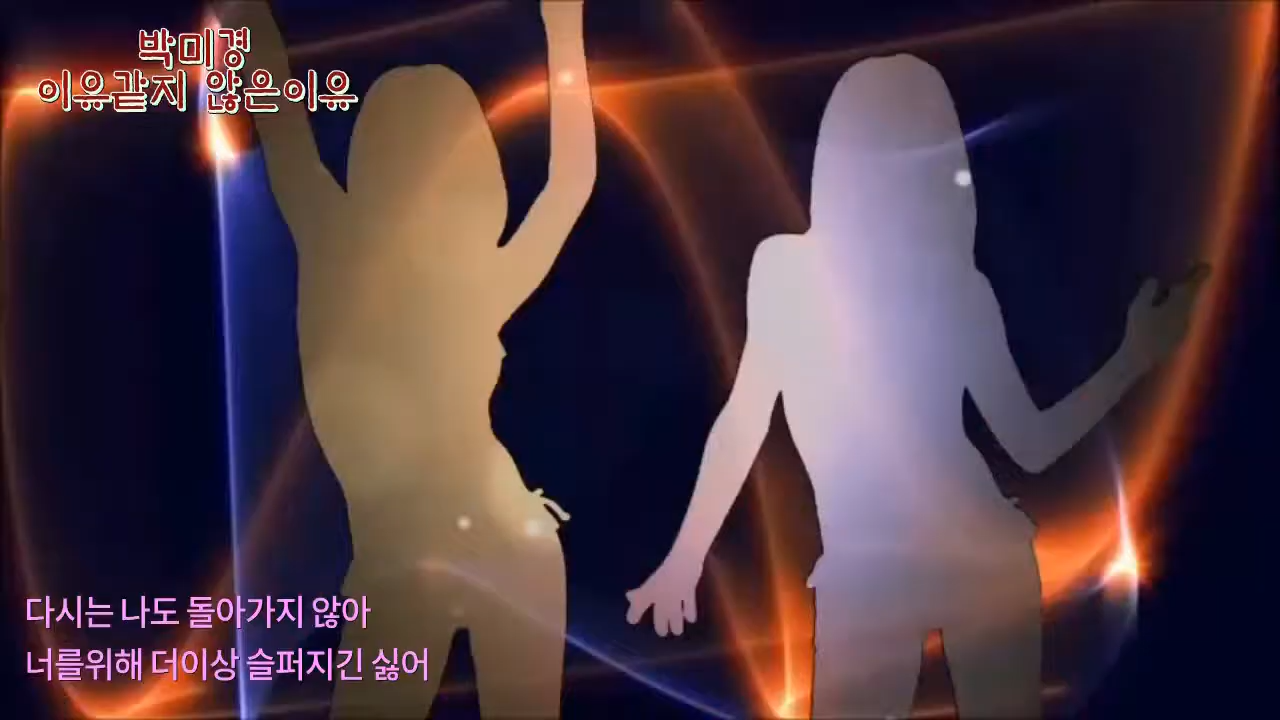 박미경
이유같지 않은이유
다시는 나도 돌아가지 않아
너를위해 더이상 슬퍼지긴 싫어